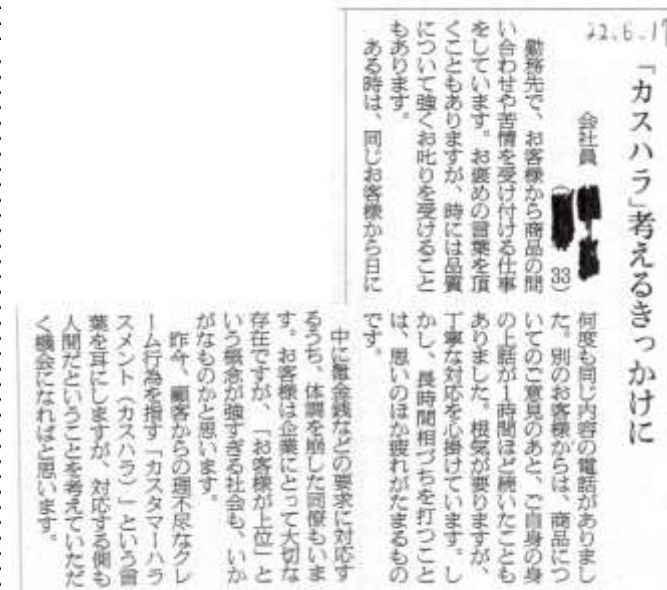 22.6.17
「カスハラ」考えるきっかけに
会社員
33)
勤務先で、お客様から商品の問
い合わせや苦情を受け付ける仕事
をしています。お褒めの言葉を頂
くこともありますが、時には品質
について強くお叱りを受けること
もあります。
ある時は、同じお客様から日に
何度も同じ内容の電話がありまし
た。別のお客様からは、商品につ
いてのご意見のあと、ご自身の身
の上話が1時間ほど続いたことも
ありました。根気が要りますが、
丁寧な対応を心掛けています。し
かし、長時間相づちを打つこと
は、思いのほか疲れがたまるもの
です。
中に金銭などの要求に対応す
るうち、体調を崩した同僚もいま
す。お客様は企業にとって大切な
存在ですが、「お客様が上位」と
いう概念が強すぎる社会も、いか
がなものかと思います。
昨今、顧客からの理不尽なクレ
ーム行為を指す「カスタマーハラ
スメント(カスハラ)」という言
葉を耳にしますが、対応する側も
人間だということを考えていただ
く機会になればと思います。